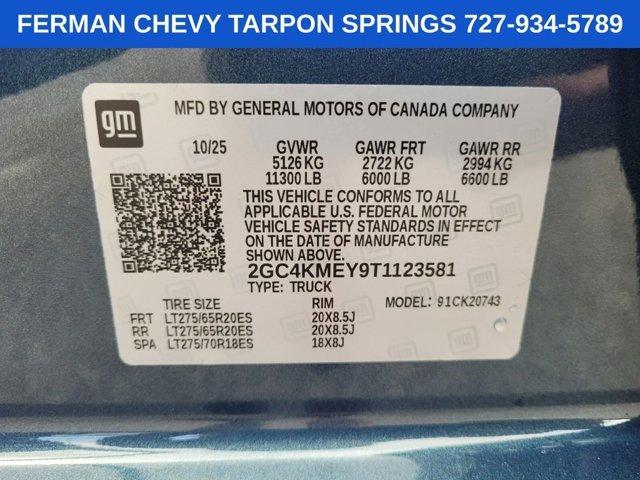 FERMAN CHEVY TARPON SPRINGS 727-934-5789
gm
MFD BY GENERAL MOTORS OF CANADA COMPANY
10/25 GVWR GAWR FRT GAWR RR
5126 KG 2722 KG 2994 KG
11300 LB 6000 LB 6600 LB
THIS VEHICLE CONFORMS TO ALL
APPLICABLE U.S. FEDERAL MOTOR
VEHICLE SAFETY STANDARDS IN EFFECT
ON THE DATE OF MANUFACTURE
SHOWN ABOVE.
2GC4KMEY9T1123581
TYPE: TRUCK
TIRE SIZE RIM MODEL: 91CK20743
FRT LT275/65R20ES 20X8.5J
RR LT275/65R20ES 20X8.5J
SPA LT275/70R18ES 18X8J